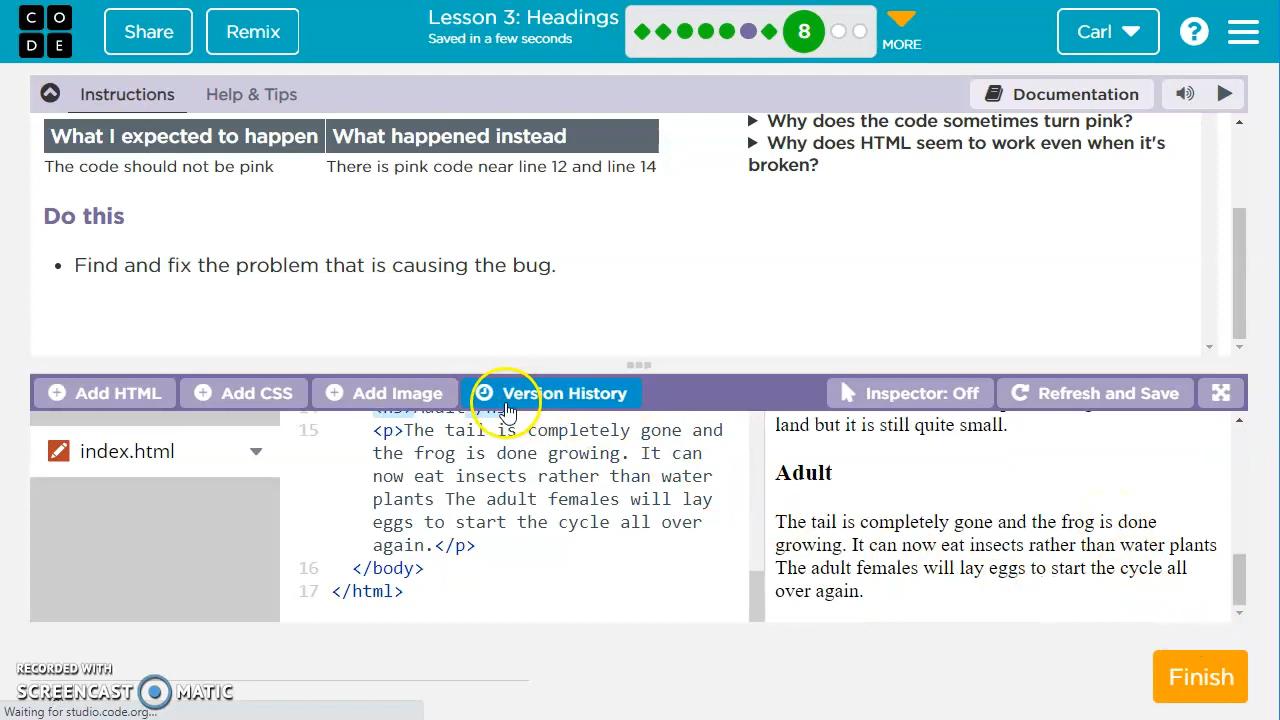 C O
D E
Share
Remix
Lesson 3: Headings
Saved in a few seconds
8
MORE
Carl
?
Instructions
Help & Tips
Documentation
What I expected to happen
What happened instead
The code should not be pink
There is pink code near line 12 and line 14
Why does the code sometimes turn pink?
Why does HTML seem to work even when it's
broken?
Do this
• Find and fix the problem that is causing the bug.
Add HTML
Add CSS
Add Image
Version History
Inspector: Off
Refresh and Save
index.html
15 <p>The tail is completely gone and
the frog is done growing. It can
now eat insects rather than water
plants The adult females will lay
eggs to start the cycle all over
again.</p>
16 </body>
17 </html>
land but it is still quite small.
Adult
The tail is completely gone and the frog is done
growing. It can now eat insects rather than water plants
The adult females will lay eggs to start the cycle all
over again.
Finish
RECORDED WITH
SCREENCAST MATIC
Waiting for studio.code.org...